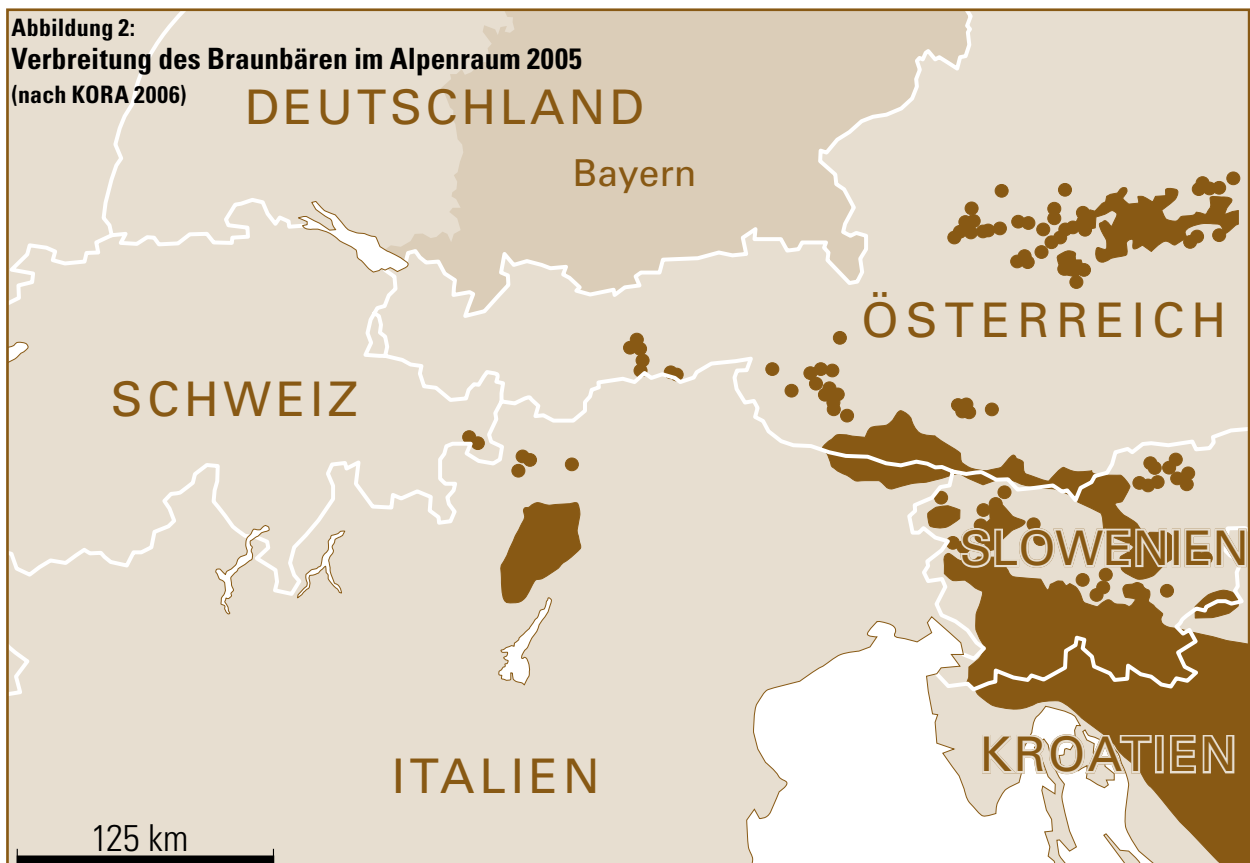 Abbildung 2:
Verbreitung des Braunbären im Alpenraum 2005
(nach KORA 2006)
DEUTSCHLAND
Bayern
ÖSTERREICH
SCHWEIZ
SLOWENIEN
KROATIEN
ITALIEN
125 km